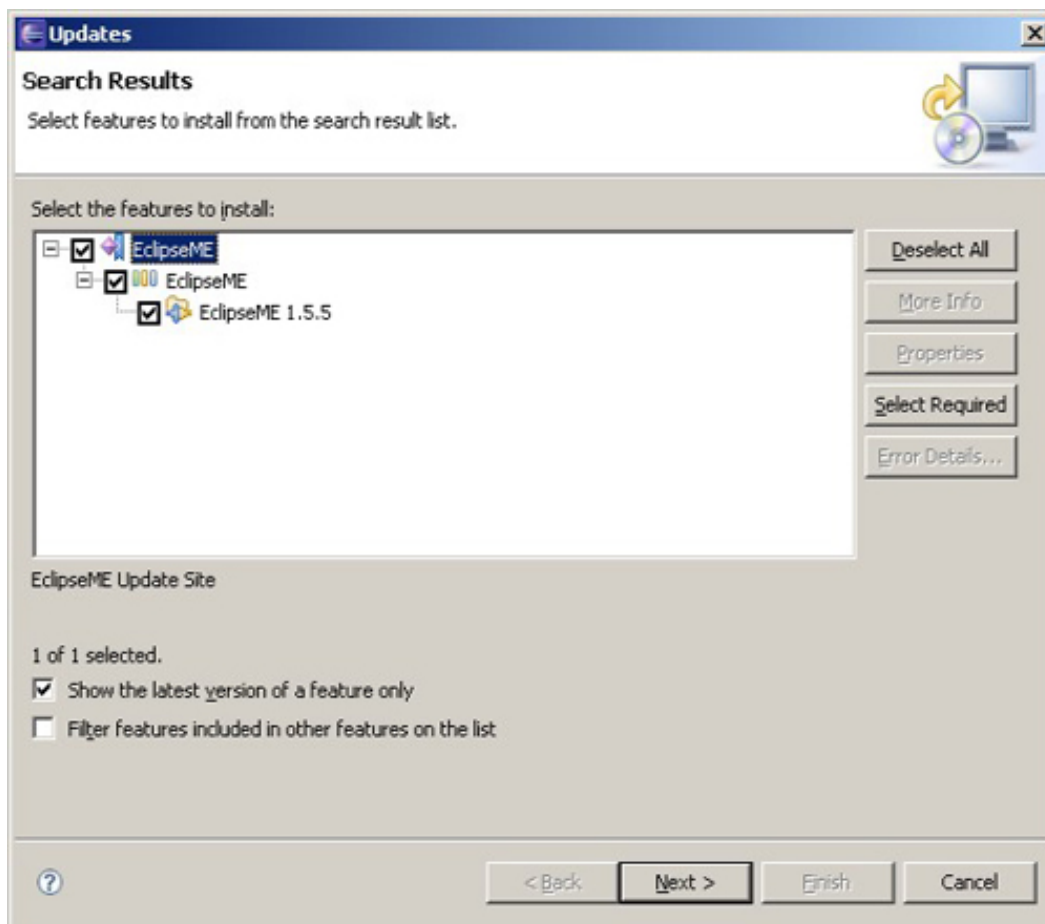 Updates
Search Results
Select features to install from the search result list.
Select the features to install:
EclipseME
EclipseME
EclipseME 1.5.5
Deselect All
More Info
Properties
Select Required
Error Details...
EclipseME Update Site
1 of 1 selected.
Show the latest version of a feature only
Filter features included in other features on the list
? < Back Next > Finish Cancel